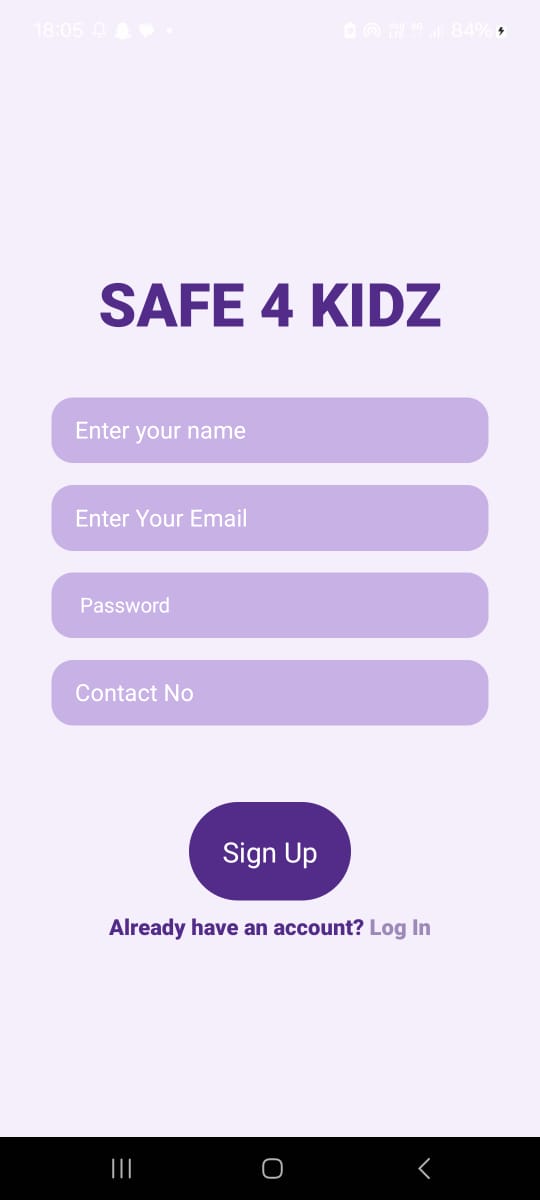 18:05 84%
SAFE 4 KIDZ
Enter your name
Enter Your Email
Password
Contact No
Sign Up
Already have an account? Log In